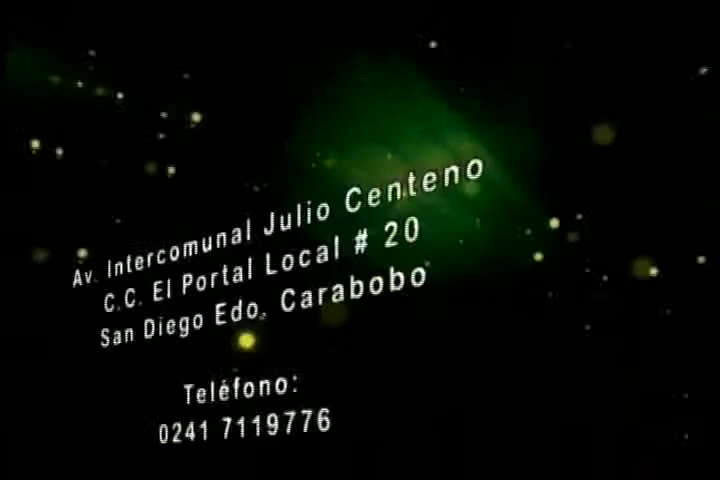 Av. Intercomunal Julio Centeno
C.C. El Portal Local # 20
San Diego Edo. Carabobo
Teléfono:
0241 7119776